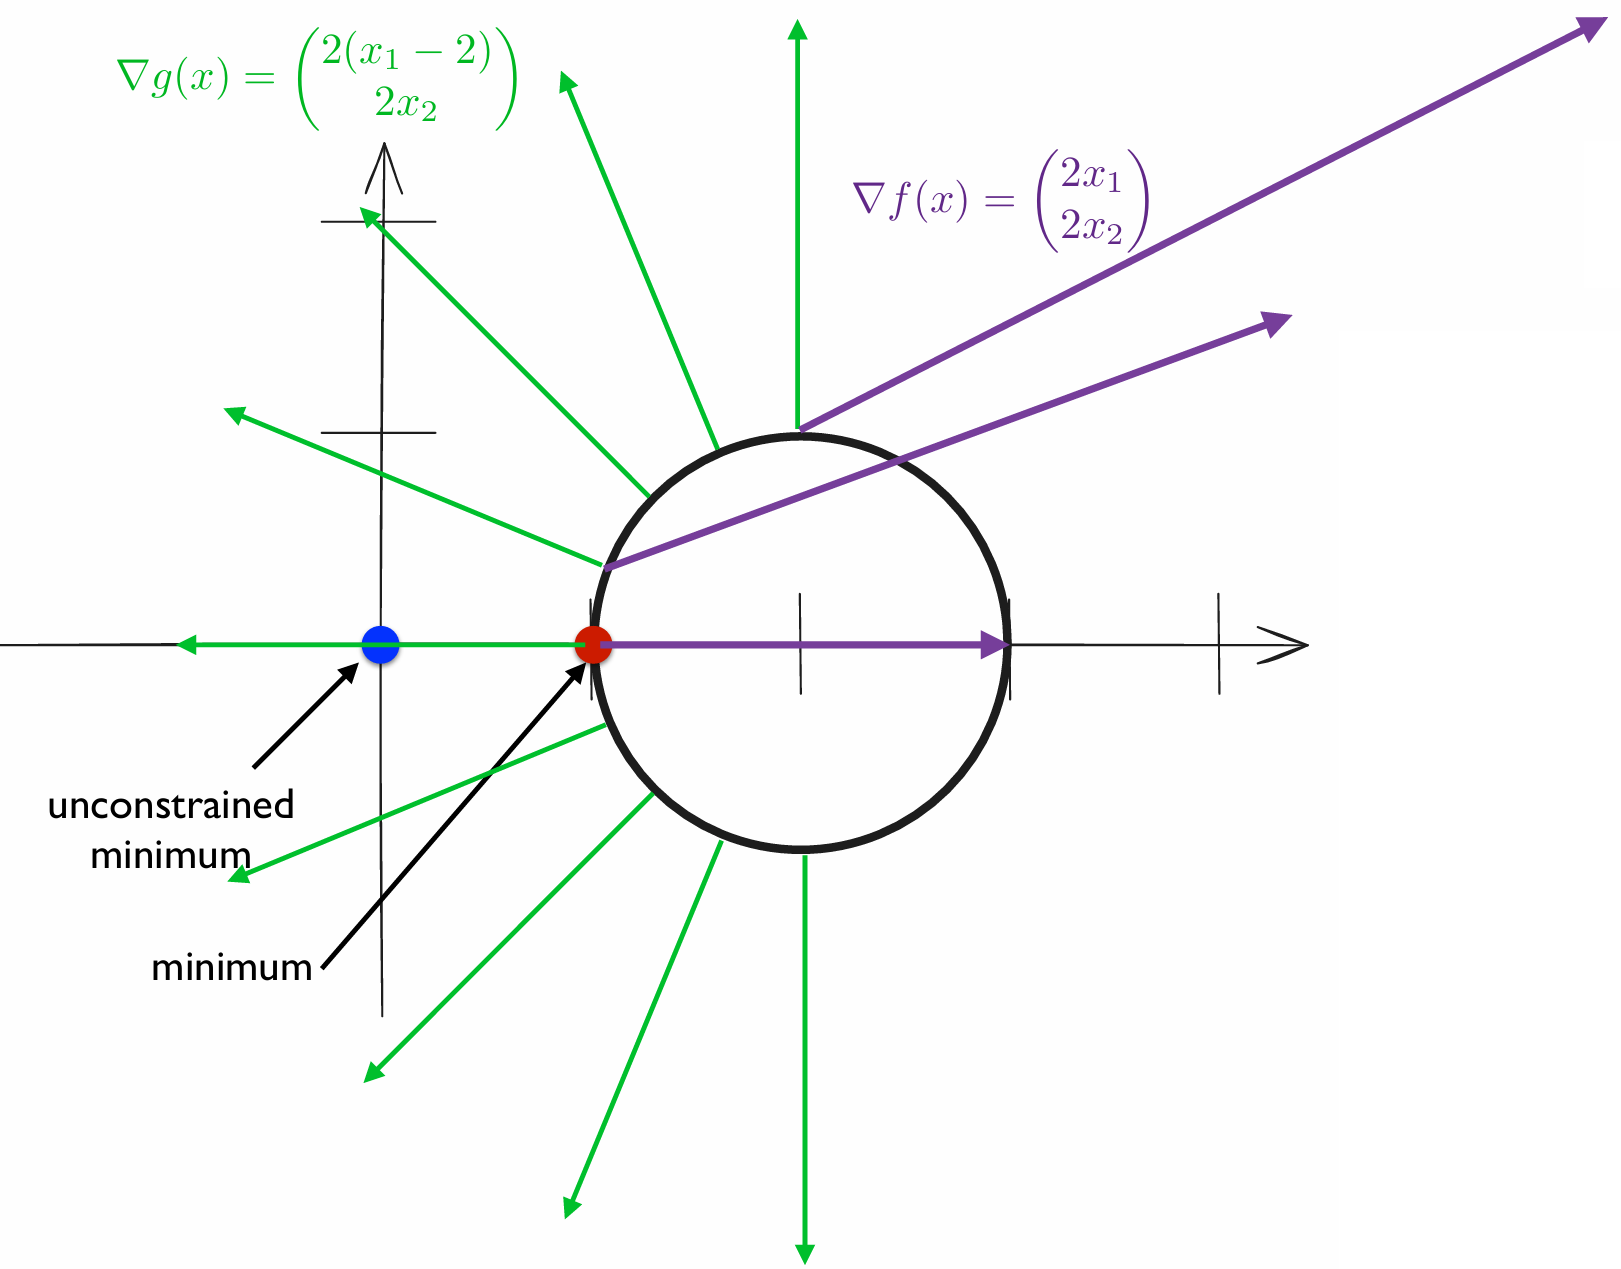 ∇g(x) = (2(x₁ − 2)
2x₂)
∇f(x) = (2x₁
2x₂)
unconstrained
minimum
minimum